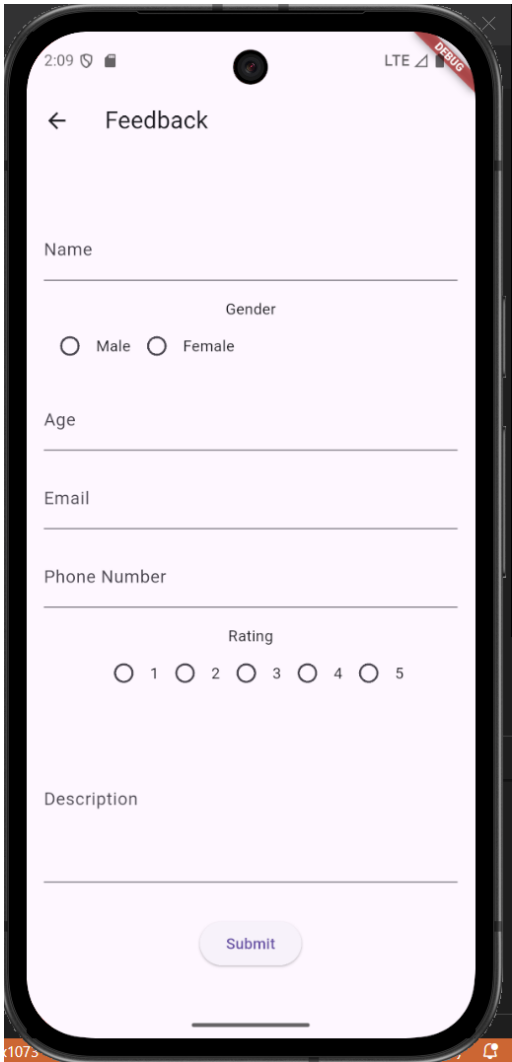 2:09 LTE
DEBUG
Feedback
Name
Gender
Male Female
Age
Email
Phone Number
Rating
1 2 3 4 5
Description
Submit
x1073